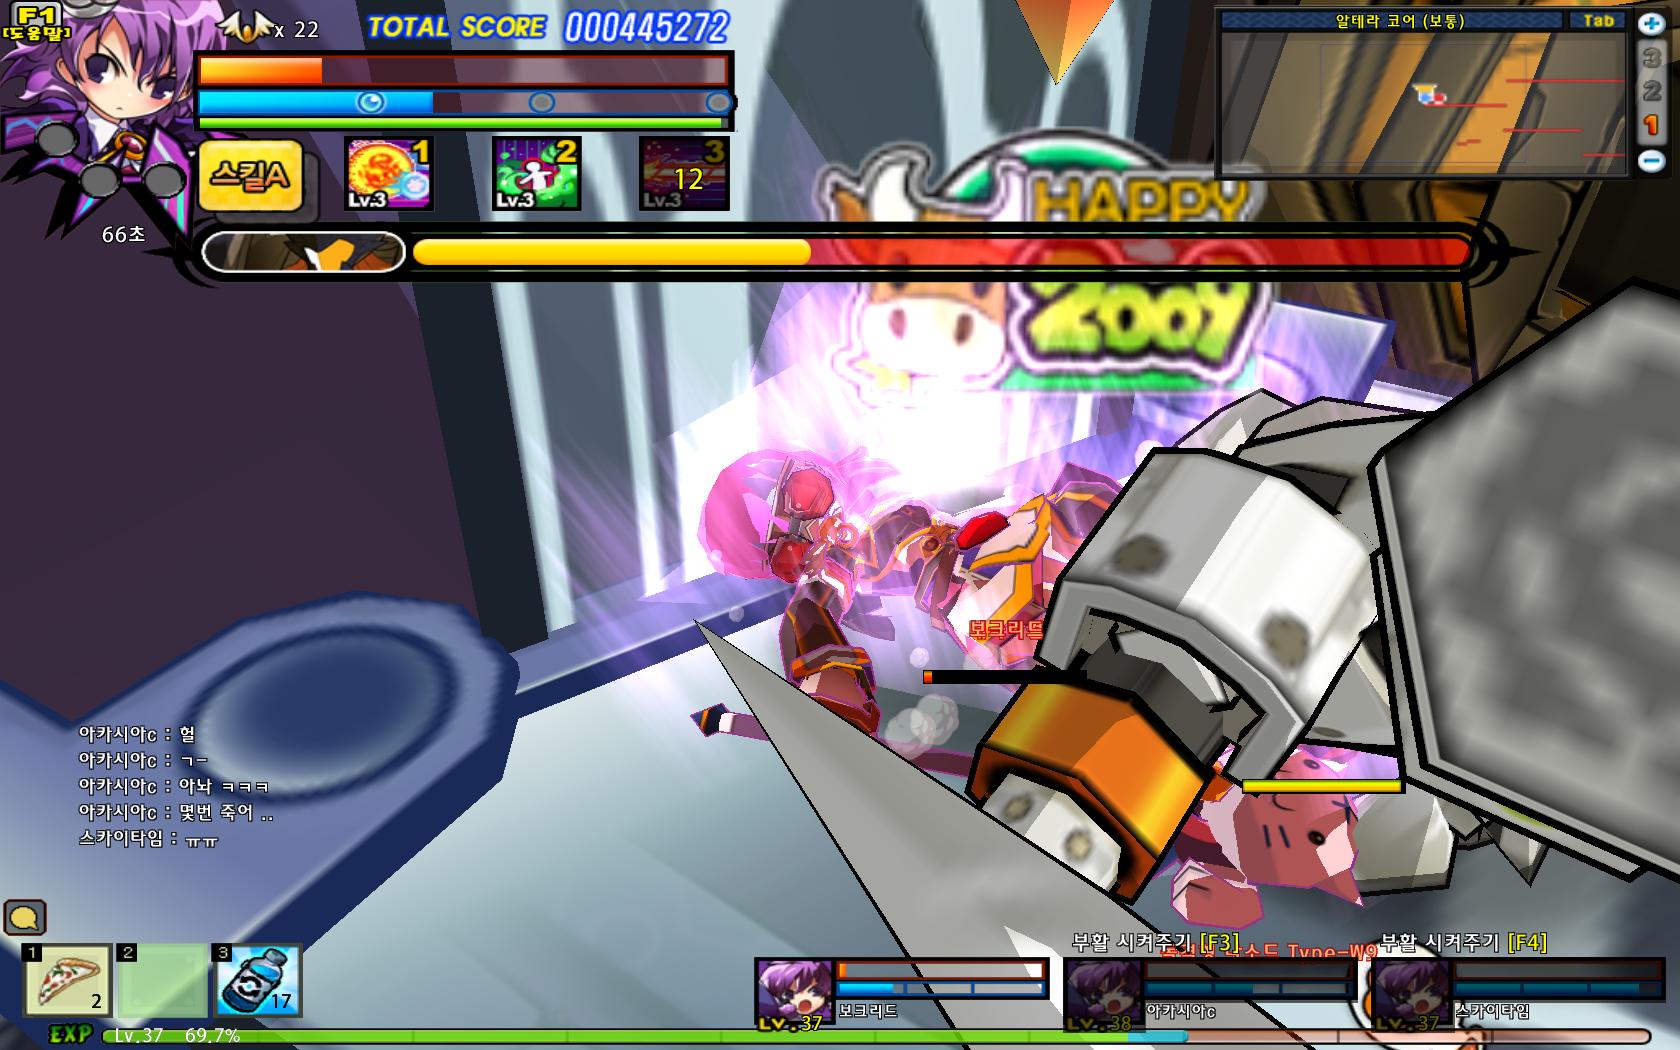 F1
[도움말]
x 22
TOTAL SCORE 000445272
알테라 코어 (보통) Tab
3
2
1
스킬A
1
Lv.3
2
Lv.3
3
12
Lv.3
66초
HAPPY
2009
보크리드
아카시아c : 헐
아카시아c : ㄱ-
아카시아c : 아놔 ㅋㅋㅋ
아카시아c : 몇번 죽어 ..
스카이타임 : ㅠㅠ
1
2
2
3
17
부활 시켜주기 [F3]
부활 시켜주기 [F4]
Type-W9
Lv.37 보크리드
Lv.38 아카시아c
Lv.37 스카이타임
EXP Lv.37 69.7%